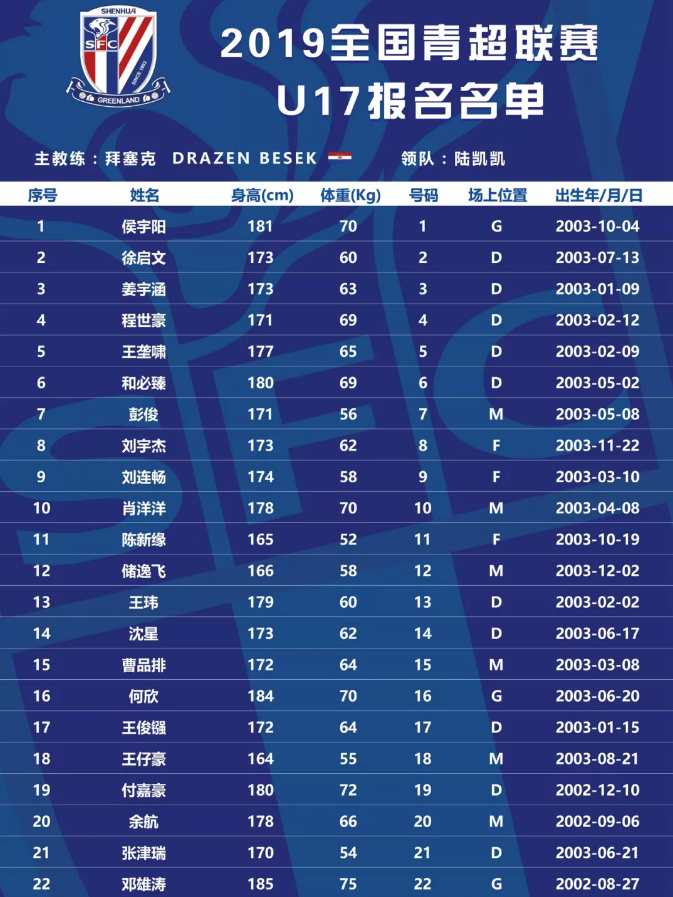 SHENHUA
SFC
SINCE 1993
GREENLAND
2019全国青超联赛
U17报名名单
主教练：拜塞克 DRAZEN BESEK 领队：陆凯凯
序号 姓名 身高(cm) 体重(Kg) 号码 场上位置 出生年/月/日
1 侯宇阳 181 70 1 G 2003-10-04
2 徐启文 173 60 2 D 2003-07-13
3 姜宇涵 173 63 3 D 2003-01-09
4 程世豪 171 69 4 D 2003-02-12
5 王垄啸 177 65 5 D 2003-02-09
6 和必臻 180 69 6 D 2003-05-02
7 彭俊 171 56 7 M 2003-05-08
8 刘宇杰 173 62 8 F 2003-11-22
9 刘连畅 174 58 9 F 2003-03-10
10 肖洋洋 178 70 10 M 2003-04-08
11 陈新缘 165 52 11 F 2003-10-19
12 储逸飞 166 58 12 M 2003-12-02
13 王玮 179 60 13 D 2003-02-02
14 沈星 173 62 14 D 2003-06-17
15 曹品排 172 64 15 M 2003-03-08
16 何欣 184 70 16 G 2003-06-20
17 王俊镪 172 64 17 D 2003-01-15
18 王仔豪 164 55 18 M 2003-08-21
19 付嘉豪 180 72 19 D 2002-12-10
20 余航 178 66 20 M 2002-09-06
21 张津瑞 170 54 21 D 2003-06-21
22 邓雄涛 185 75 22 G 2002-08-27